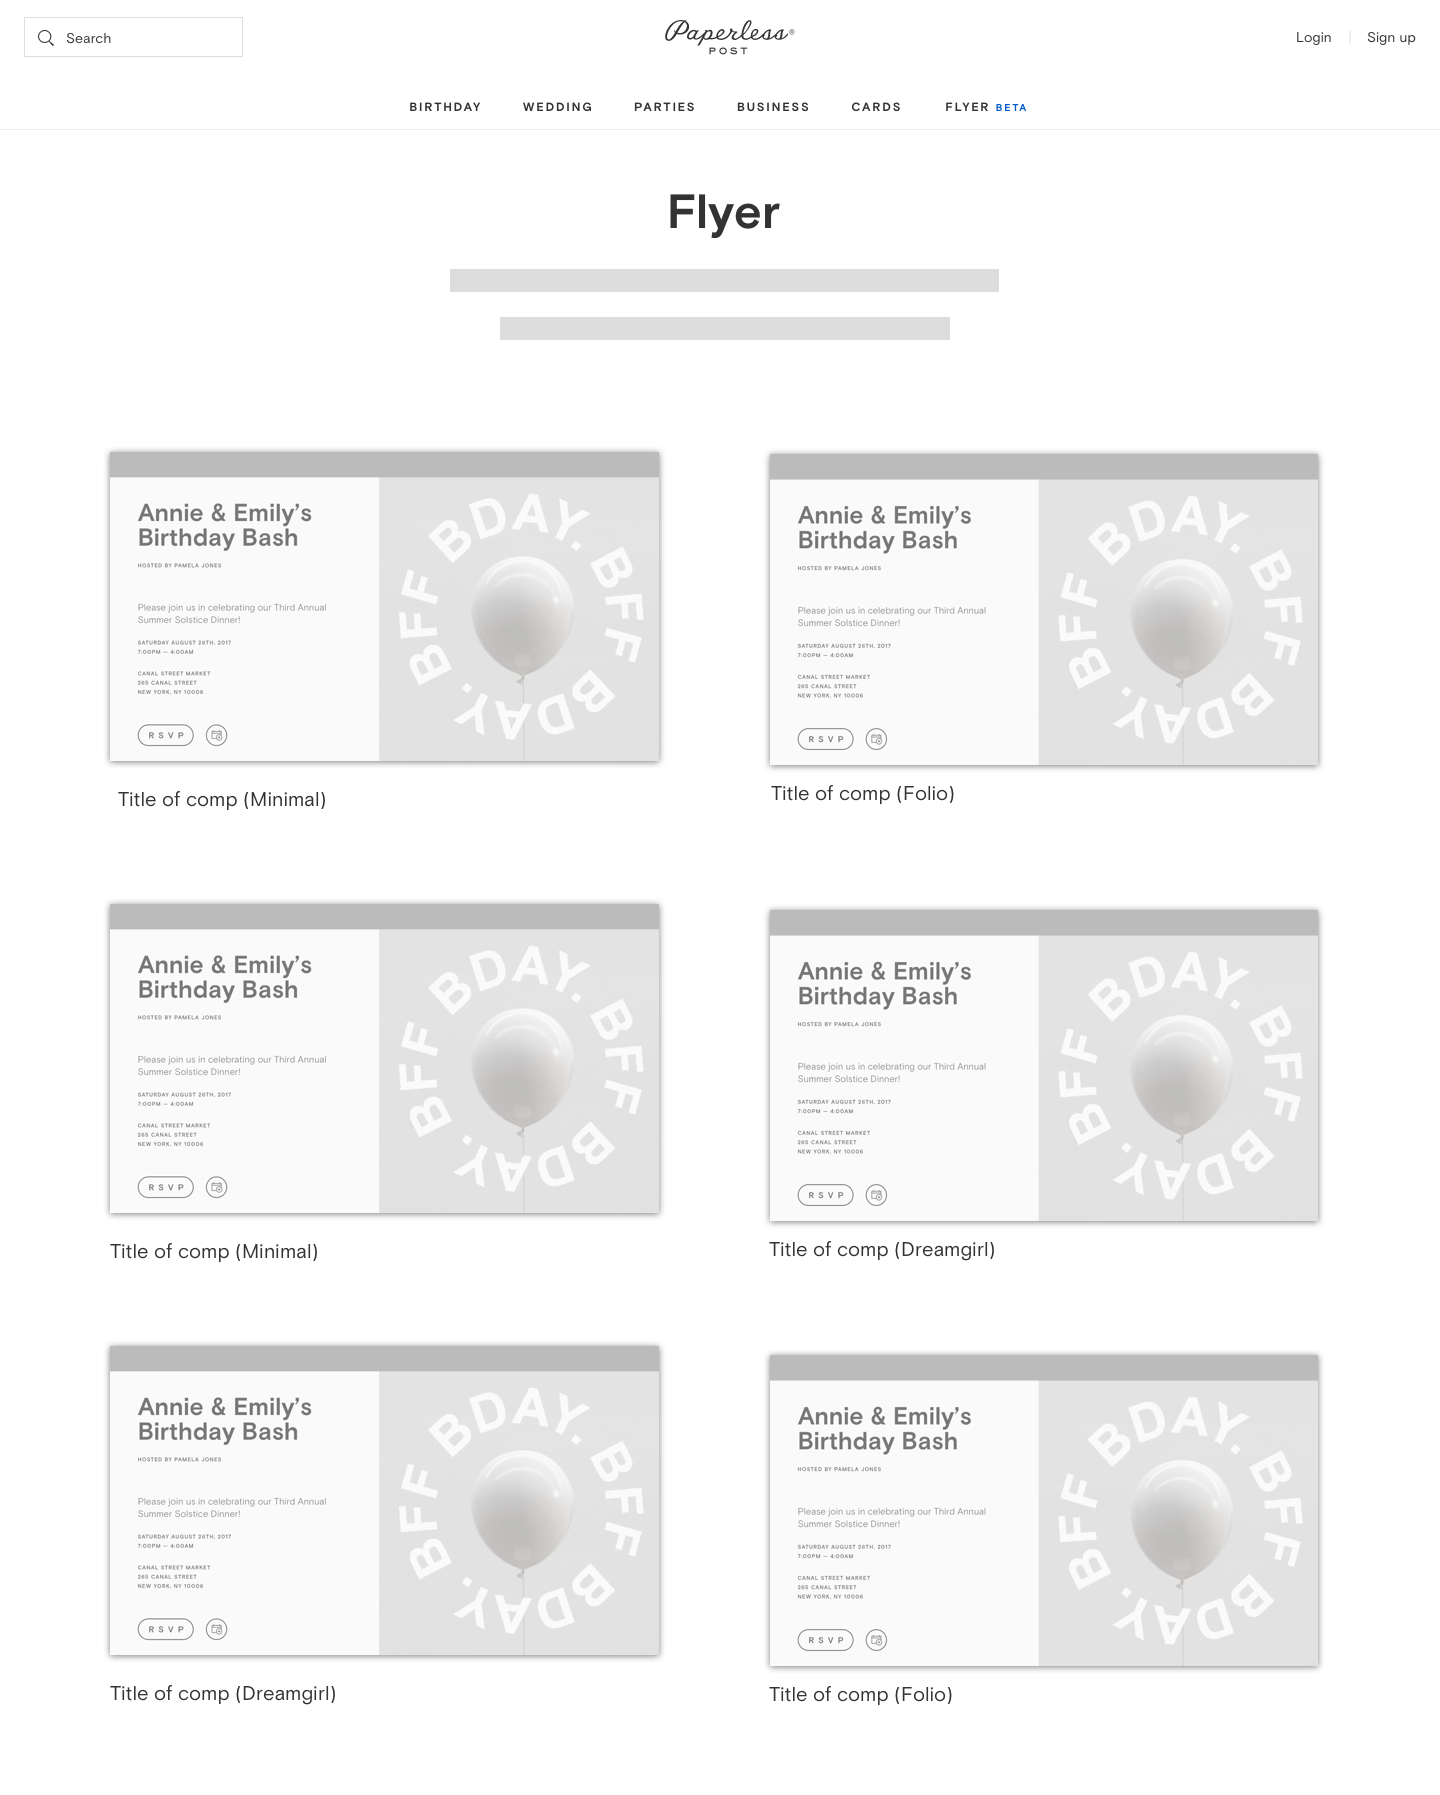 Search
Paperless®
POST
Login
Sign up
BIRTHDAY WEDDING PARTIES BUSINESS CARDS FLYER BETA
Flyer
Annie & Emily’s
Birthday Bash
HOSTED BY PAMELA JONES
Please join us in celebrating our Third Annual
Summer Solstice Dinner!
SATURDAY AUGUST 26TH, 2017
7:00PM — 4:00AM
CANAL STREET MARKET
265 CANAL STREET
NEW YORK, NY 10006
RSVP
BFF BDAY. BFF BDAY.
Title of comp (Minimal)
Annie & Emily’s
Birthday Bash
HOSTED BY PAMELA JONES
Please join us in celebrating our Third Annual
Summer Solstice Dinner!
SATURDAY AUGUST 26TH, 2017
7:00PM — 4:00AM
CANAL STREET MARKET
265 CANAL STREET
NEW YORK, NY 10006
RSVP
BFF BDAY. BFF BDAY.
Title of comp (Folio)
Annie & Emily’s
Birthday Bash
HOSTED BY PAMELA JONES
Please join us in celebrating our Third Annual
Summer Solstice Dinner!
SATURDAY AUGUST 26TH, 2017
7:00PM — 4:00AM
CANAL STREET MARKET
265 CANAL STREET
NEW YORK, NY 10006
RSVP
BFF BDAY. BFF BDAY.
Title of comp (Minimal)
Annie & Emily’s
Birthday Bash
HOSTED BY PAMELA JONES
Please join us in celebrating our Third Annual
Summer Solstice Dinner!
SATURDAY AUGUST 26TH, 2017
7:00PM — 4:00AM
CANAL STREET MARKET
265 CANAL STREET
NEW YORK, NY 10006
RSVP
BFF BDAY. BFF BDAY.
Title of comp (Dreamgirl)
Annie & Emily’s
Birthday Bash
HOSTED BY PAMELA JONES
Please join us in celebrating our Third Annual
Summer Solstice Dinner!
SATURDAY AUGUST 26TH, 2017
7:00PM — 4:00AM
CANAL STREET MARKET
265 CANAL STREET
NEW YORK, NY 10006
RSVP
BFF BDAY. BFF BDAY.
Title of comp (Dreamgirl)
Annie & Emily’s
Birthday Bash
HOSTED BY PAMELA JONES
Please join us in celebrating our Third Annual
Summer Solstice Dinner!
SATURDAY AUGUST 26TH, 2017
7:00PM — 4:00AM
CANAL STREET MARKET
265 CANAL STREET
NEW YORK, NY 10006
RSVP
BFF BDAY. BFF BDAY.
Title of comp (Folio)